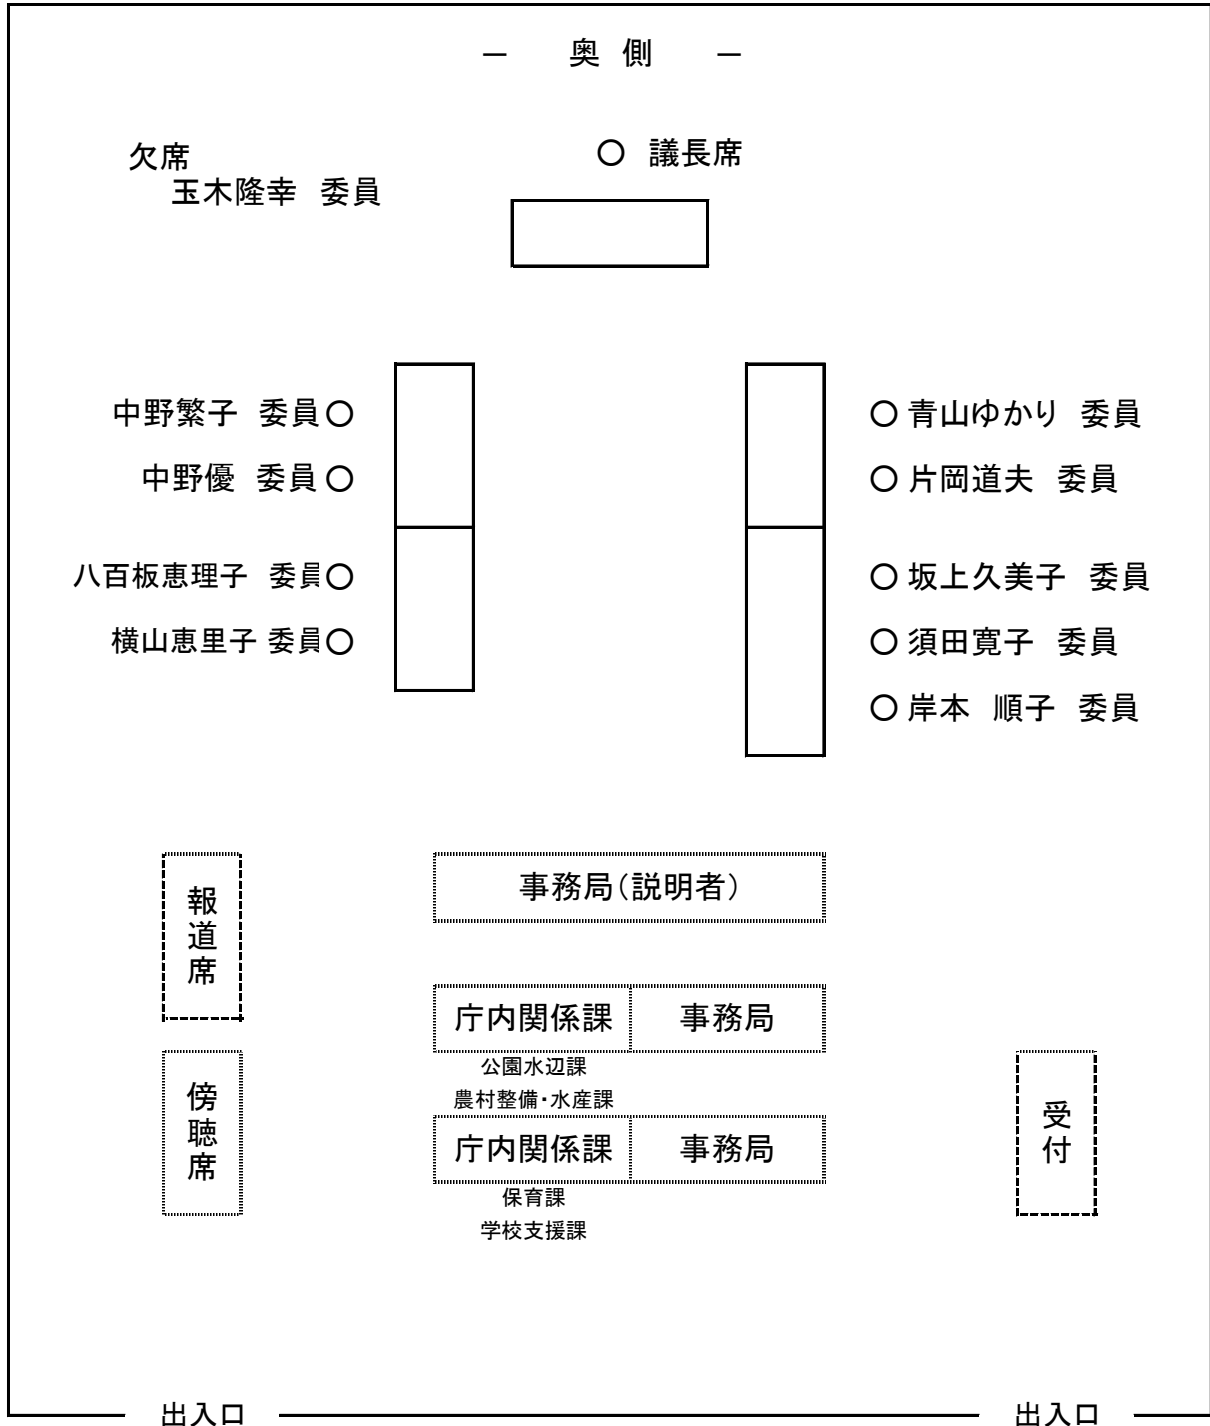 ― 奥 側 ―
欠席
○ 議長席
玉木隆幸 委員
中野繁子 委員○
○青山ゆかり 委員
中野優 委員○
○片岡道夫 委員
八百板恵理子 委員○
○坂上久美子 委員
横山恵里子 委員○
○須田寛子 委員
○岸本 順子 委員
報道席
事務局(説明者)
庁内関係課
事務局
公園水辺課
農村整備・水産課
傍聴席
庁内関係課
事務局
保育課
学校支援課
受付
出入口
出入口